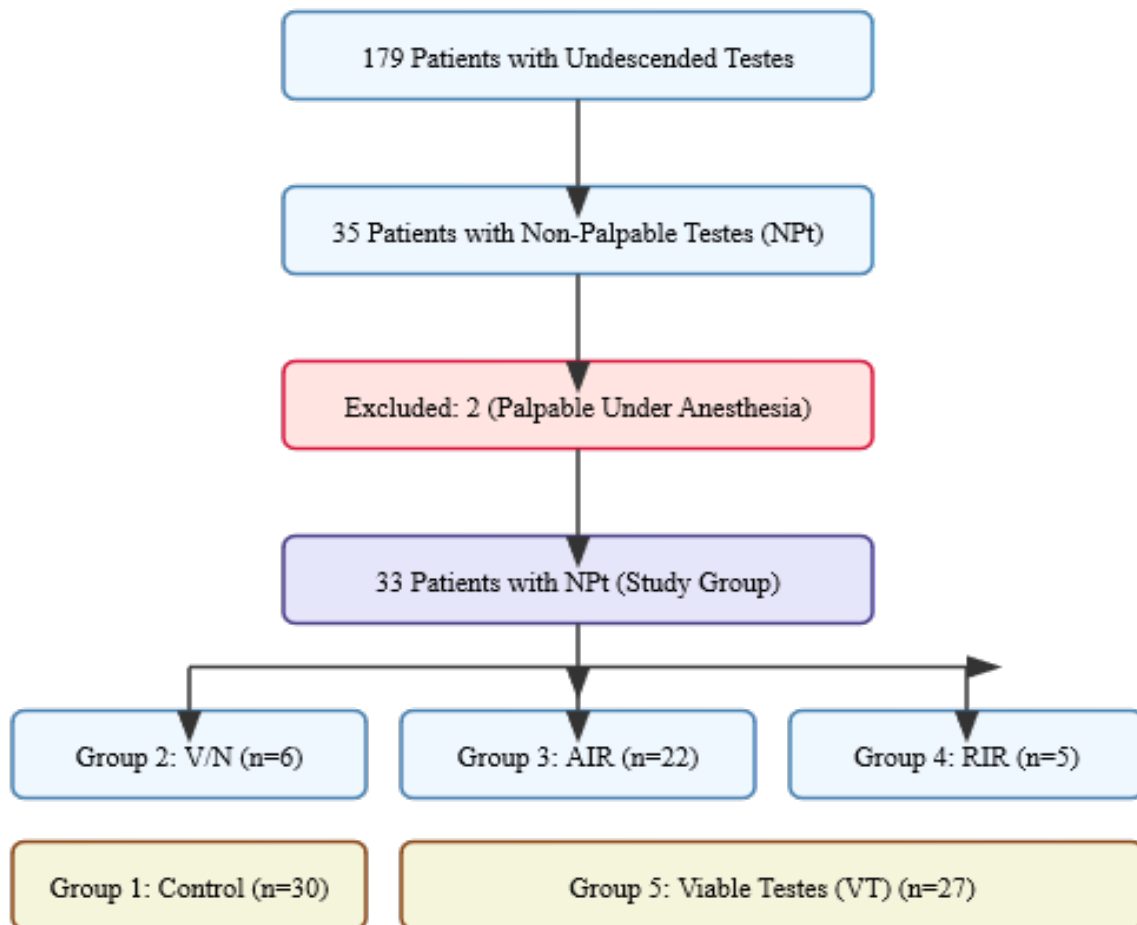 179 Patients with Undescended Testes
35 Patients with Non-Palpable Testes (NPt)
Excluded: 2 (Palpable Under Anesthesia)
33 Patients with NPt (Study Group)
Group 2: V/N (n=6)
Group 3: AIR (n=22)
Group 4: RIR (n=5)
Group 1: Control (n=30)
Group 5: Viable Testes (VT) (n=27)